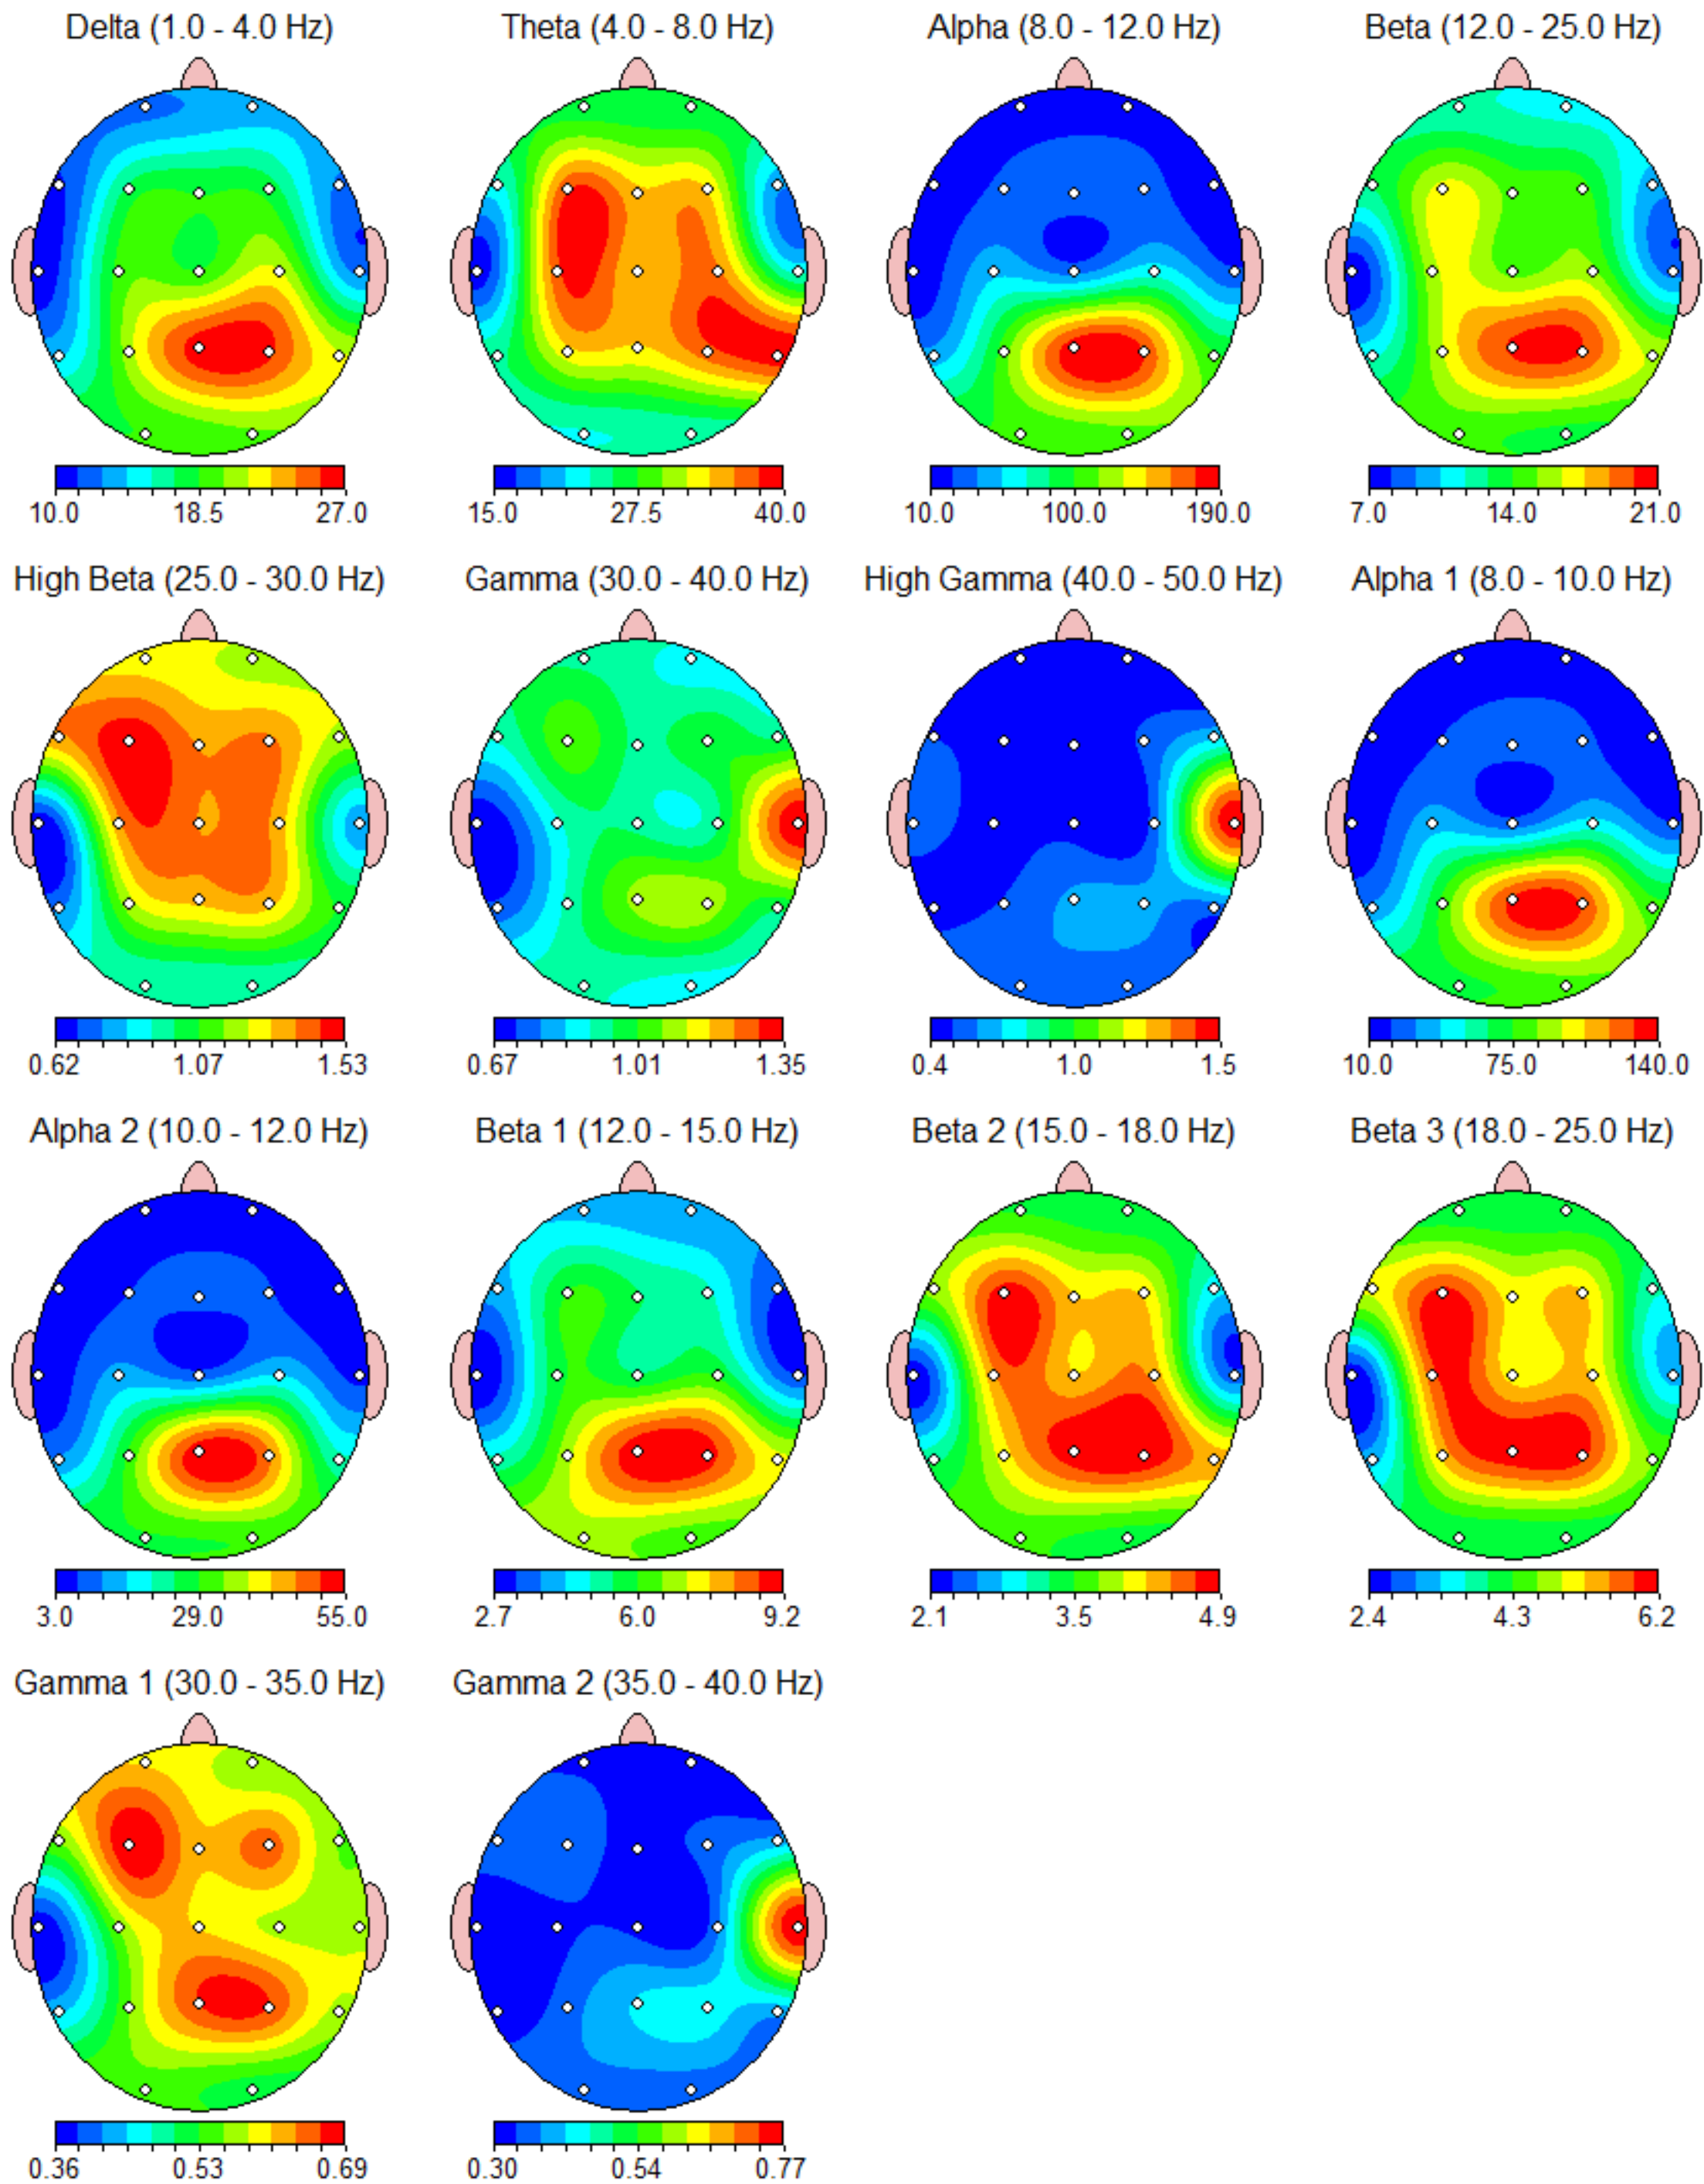 Delta (1.0 - 4.0 Hz) Theta (4.0 - 8.0 Hz) Alpha (8.0 - 12.0 Hz) Beta (12.0 - 25.0 Hz)
10.0 18.5 27.0 15.0 27.5 40.0 10.0 100.0 190.0 7.0 14.0 21.0
High Beta (25.0 - 30.0 Hz) Gamma (30.0 - 40.0 Hz) High Gamma (40.0 - 50.0 Hz) Alpha 1 (8.0 - 10.0 Hz)
0.62 1.07 1.53 0.67 1.01 1.35 0.4 1.0 1.5 10.0 75.0 140.0
Alpha 2 (10.0 - 12.0 Hz) Beta 1 (12.0 - 15.0 Hz) Beta 2 (15.0 - 18.0 Hz) Beta 3 (18.0 - 25.0 Hz)
3.0 29.0 55.0 2.7 6.0 9.2 2.1 3.5 4.9 2.4 4.3 6.2
Gamma 1 (30.0 - 35.0 Hz) Gamma 2 (35.0 - 40.0 Hz)
0.36 0.53 0.69 0.30 0.54 0.77